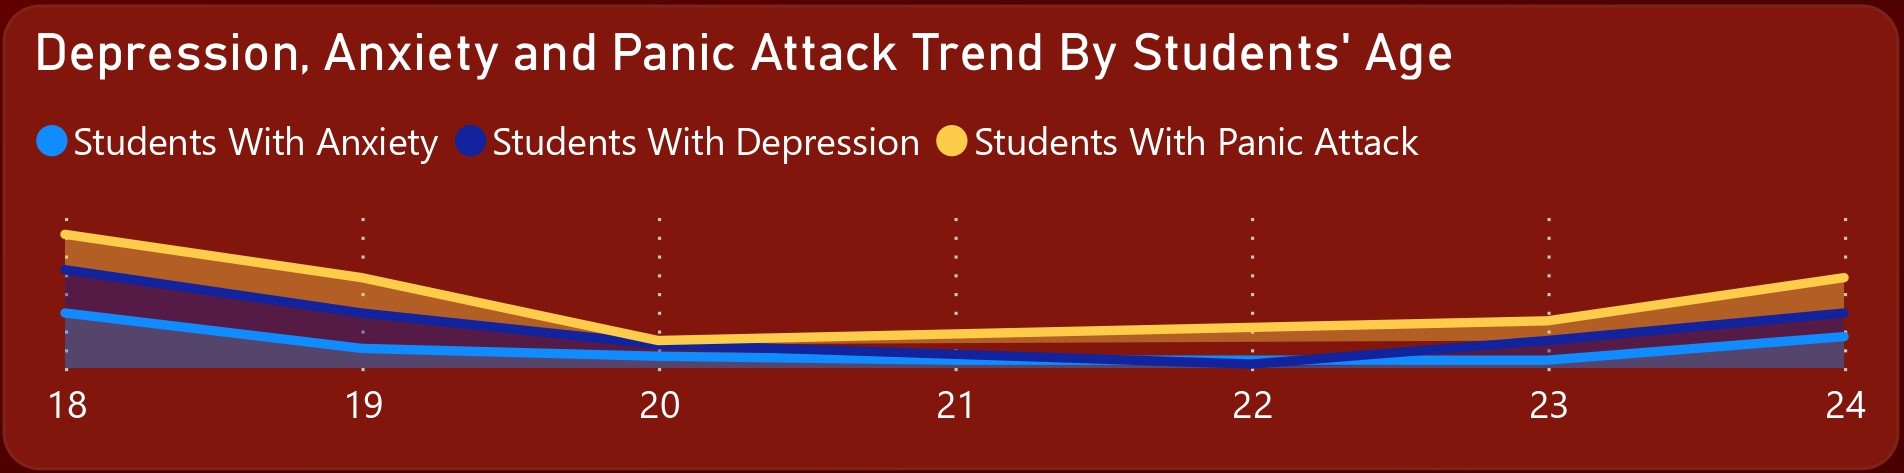 Depression, Anxiety and Panic Attack Trend By Students' Age
Students With Anxiety Students With Depression Students With Panic Attack
18 19 20 21 22 23 24